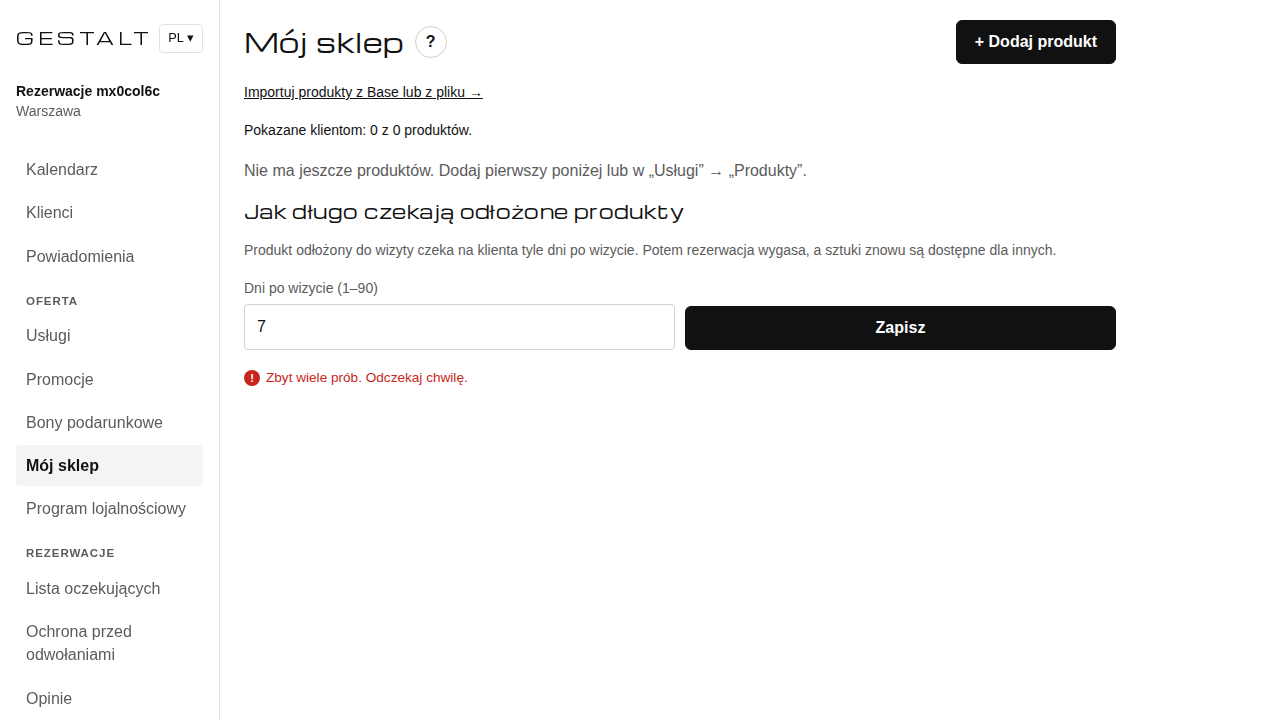 GESTALT
PL ▾
Rezerwacje mx0col6c
Warszawa
Kalendarz
Klienci
Powiadomienia
OFERTA
Usługi
Promocje
Bony podarunkowe
Mój sklep
Program lojalnościowy
REZERWACJE
Lista oczekujących
Ochrona przed
odwołaniami
Opinie
Mój sklep
?
+ Dodaj produkt
Importuj produkty z Base lub z pliku →
Pokazane klientom: 0 z 0 produktów.
Nie ma jeszcze produktów. Dodaj pierwszy poniżej lub w „Usługi” → „Produkty”.
Jak długo czekają odłożone produkty
Produkt odłożony do wizyty czeka na klienta tyle dni po wizycie. Potem rezerwacja wygasa, a sztuki znowu są dostępne dla innych.
Dni po wizycie (1–90)
7
Zapisz
! Zbyt wiele prób. Odczekaj chwilę.